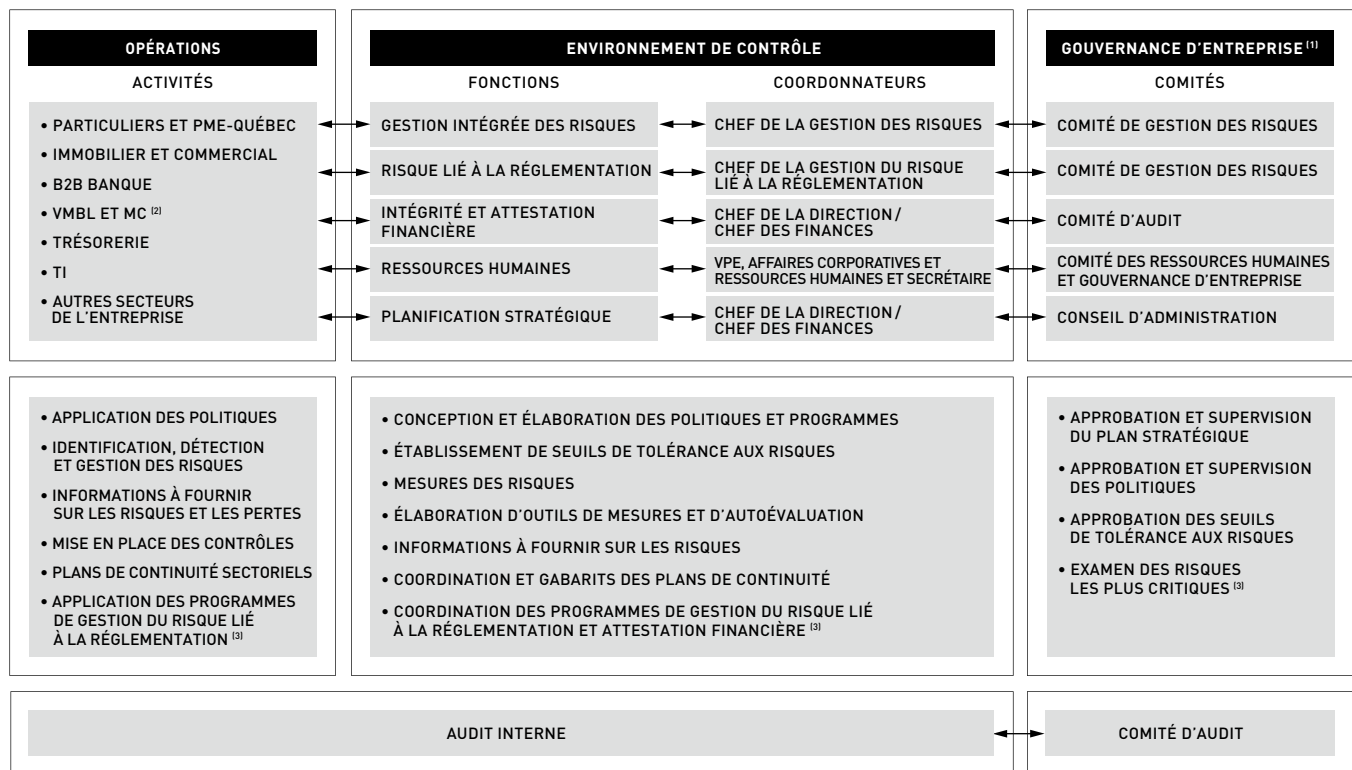 OPÉRATIONS
ENVIRONNEMENT DE CONTRÔLE
GOUVERNANCE D'ENTREPRISE (1)
ACTIVITÉS
FONCTIONS
COORDONNATEURS
COMITÉS
• PARTICULIERS ET PME-QUÉBEC
• IMMOBILIER ET COMMERCIAL
• B2B BANQUE
• VMBL ET MC (2)
• TRÉSORERIE
• TI
• AUTRES SECTEURS
DE L'ENTREPRISE
GESTION INTÉGRÉE DES RISQUES
CHEF DE LA GESTION DES RISQUES
COMITÉ DE GESTION DES RISQUES
RISQUE LIÉ À LA RÉGLEMENTATION
CHEF DE LA GESTION DU RISQUE
LIÉ À LA RÉGLEMENTATION
COMITÉ DE GESTION DES RISQUES
INTÉGRITÉ ET ATTESTATION
FINANCIÈRE
CHEF DE LA DIRECTION /
CHEF DES FINANCES
COMITÉ D'AUDIT
RESSOURCES HUMAINES
VPE, AFFAIRES CORPORATIVES ET
RESSOURCES HUMAINES ET SECRÉTAIRE
COMITÉ DES RESSOURCES HUMAINES
ET GOUVERNANCE D'ENTREPRISE
PLANIFICATION STRATÉGIQUE
CHEF DE LA DIRECTION /
CHEF DES FINANCES
CONSEIL D'ADMINISTRATION
• APPLICATION DES POLITIQUES
• IDENTIFICATION, DÉTECTION
ET GESTION DES RISQUES
• INFORMATIONS À FOURNIR
SUR LES RISQUES ET LES PERTES
• MISE EN PLACE DES CONTRÔLES
• PLANS DE CONTINUITÉ SECTORIELS
• APPLICATION DES PROGRAMMES
DE GESTION DU RISQUE LIÉ
À LA RÉGLEMENTATION (3)
• CONCEPTION ET ÉLABORATION DES POLITIQUES ET PROGRAMMES
• ÉTABLISSEMENT DE SEUILS DE TOLÉRANCE AUX RISQUES
• MESURES DES RISQUES
• ÉLABORATION D'OUTILS DE MESURES ET D'AUTOÉVALUATION
• INFORMATIONS À FOURNIR SUR LES RISQUES
• COORDINATION ET GABARITS DES PLANS DE CONTINUITÉ
• COORDINATION DES PROGRAMMES DE GESTION DU RISQUE LIÉ
À LA RÉGLEMENTATION ET ATTESTATION FINANCIÈRE (3)
• APPROBATION ET SUPERVISION
DU PLAN STRATÉGIQUE
• APPROBATION ET SUPERVISION
DES POLITIQUES
• APPROBATION DES SEUILS
DE TOLÉRANCE AUX RISQUES
• EXAMEN DES RISQUES
LES PLUS CRITIQUES (3)
AUDIT INTERNE
COMITÉ D'AUDIT